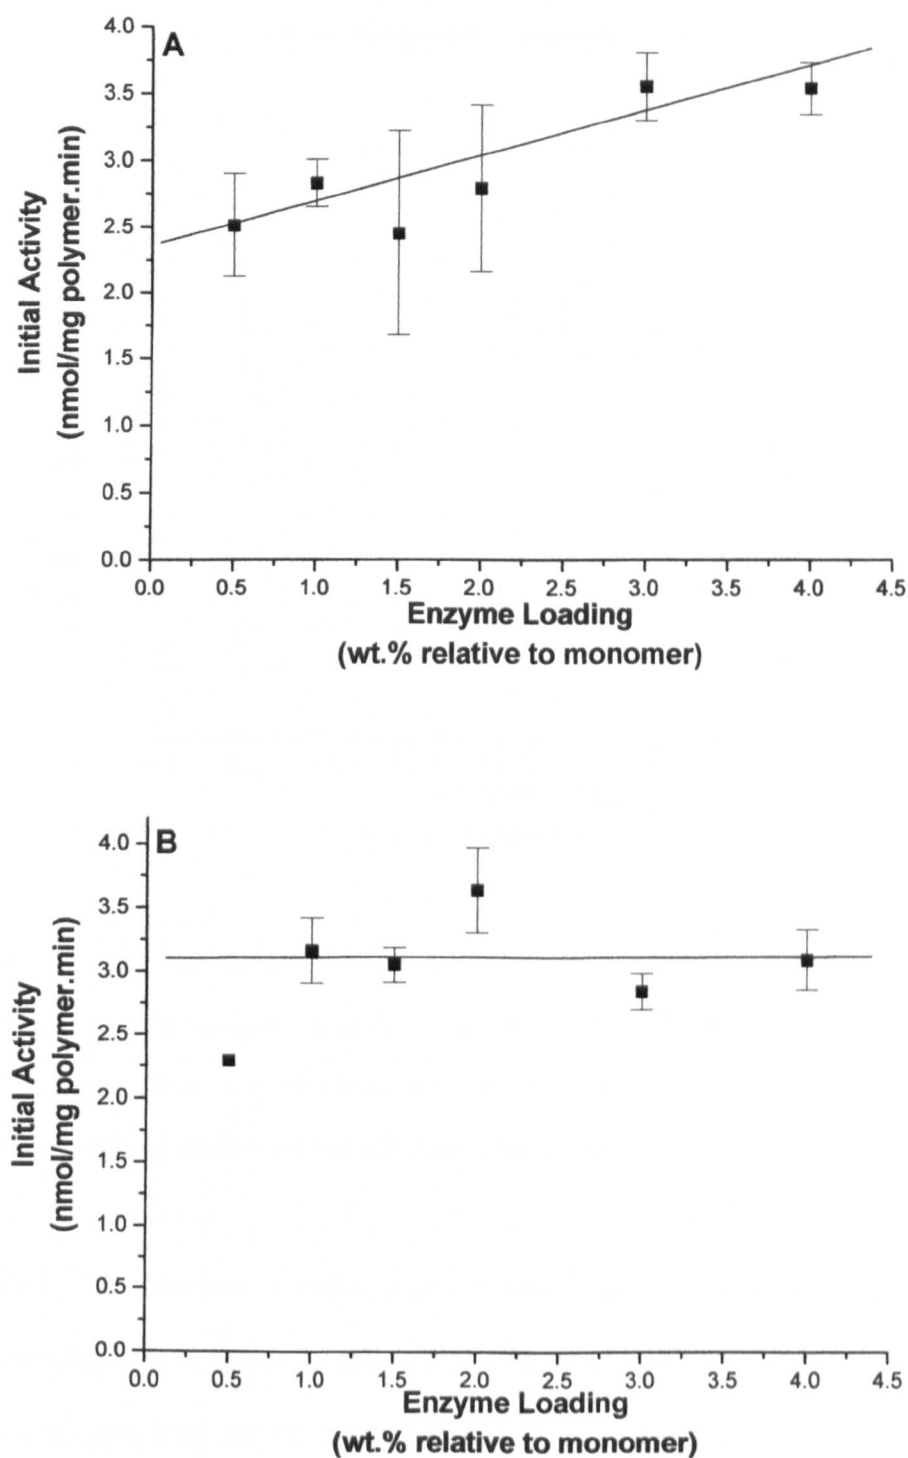 A
4.0
3.5
3.0
2.5
2.0
1.5
1.0
0.5
0.0
Initial Activity
(nmol/mg polymer.min)
0.0 0.5 1.0 1.5 2.0 2.5 3.0 3.5 4.0 4.5
Enzyme Loading
(wt.% relative to monomer)
B
4.0
3.5
3.0
2.5
2.0
1.5
1.0
0.5
0.0
Initial Activity
(nmol/mg polymer.min)
0.0 0.5 1.0 1.5 2.0 2.5 3.0 3.5 4.0 4.5
Enzyme Loading
(wt.% relative to monomer)